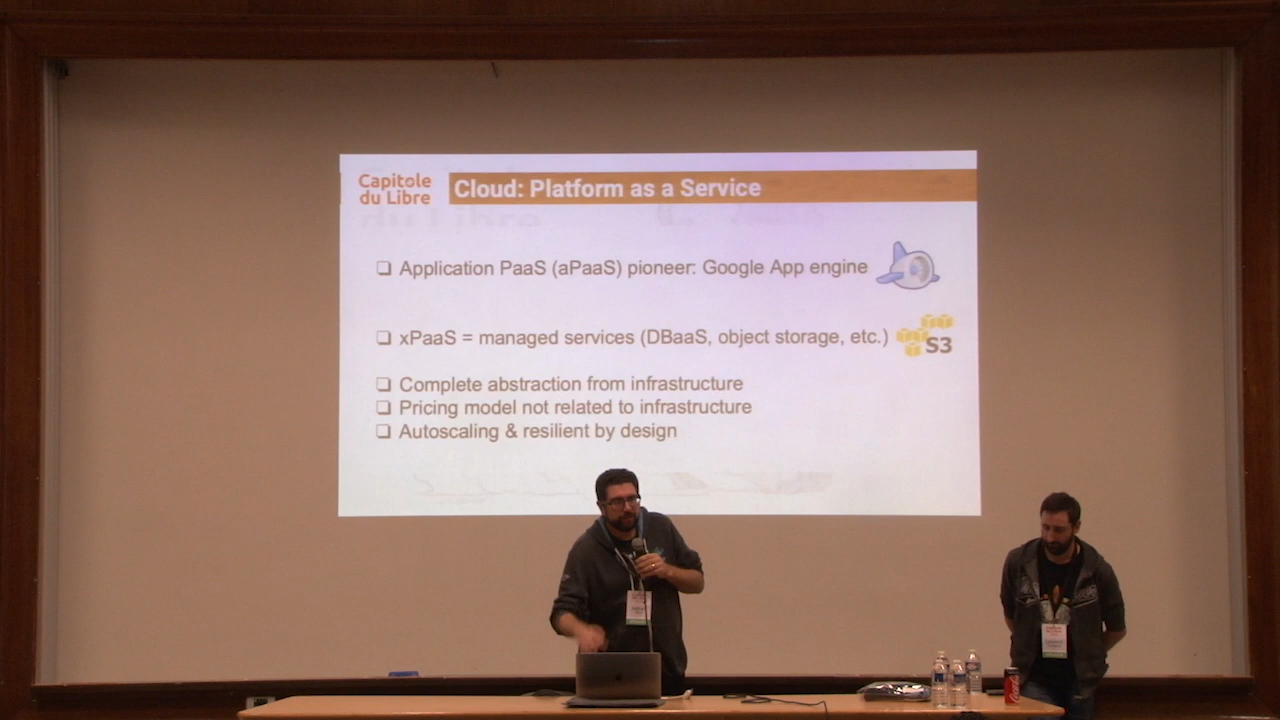 Capitole
du Libre
Cloud: Platform as a Service
❑ Application PaaS (aPaaS) pioneer: Google App engine
❑ xPaaS = managed services (DBaaS, object storage, etc.)
S3
❑ Complete abstraction from infrastructure
❑ Pricing model not related to infrastructure
❑ Autoscaling & resilient by design